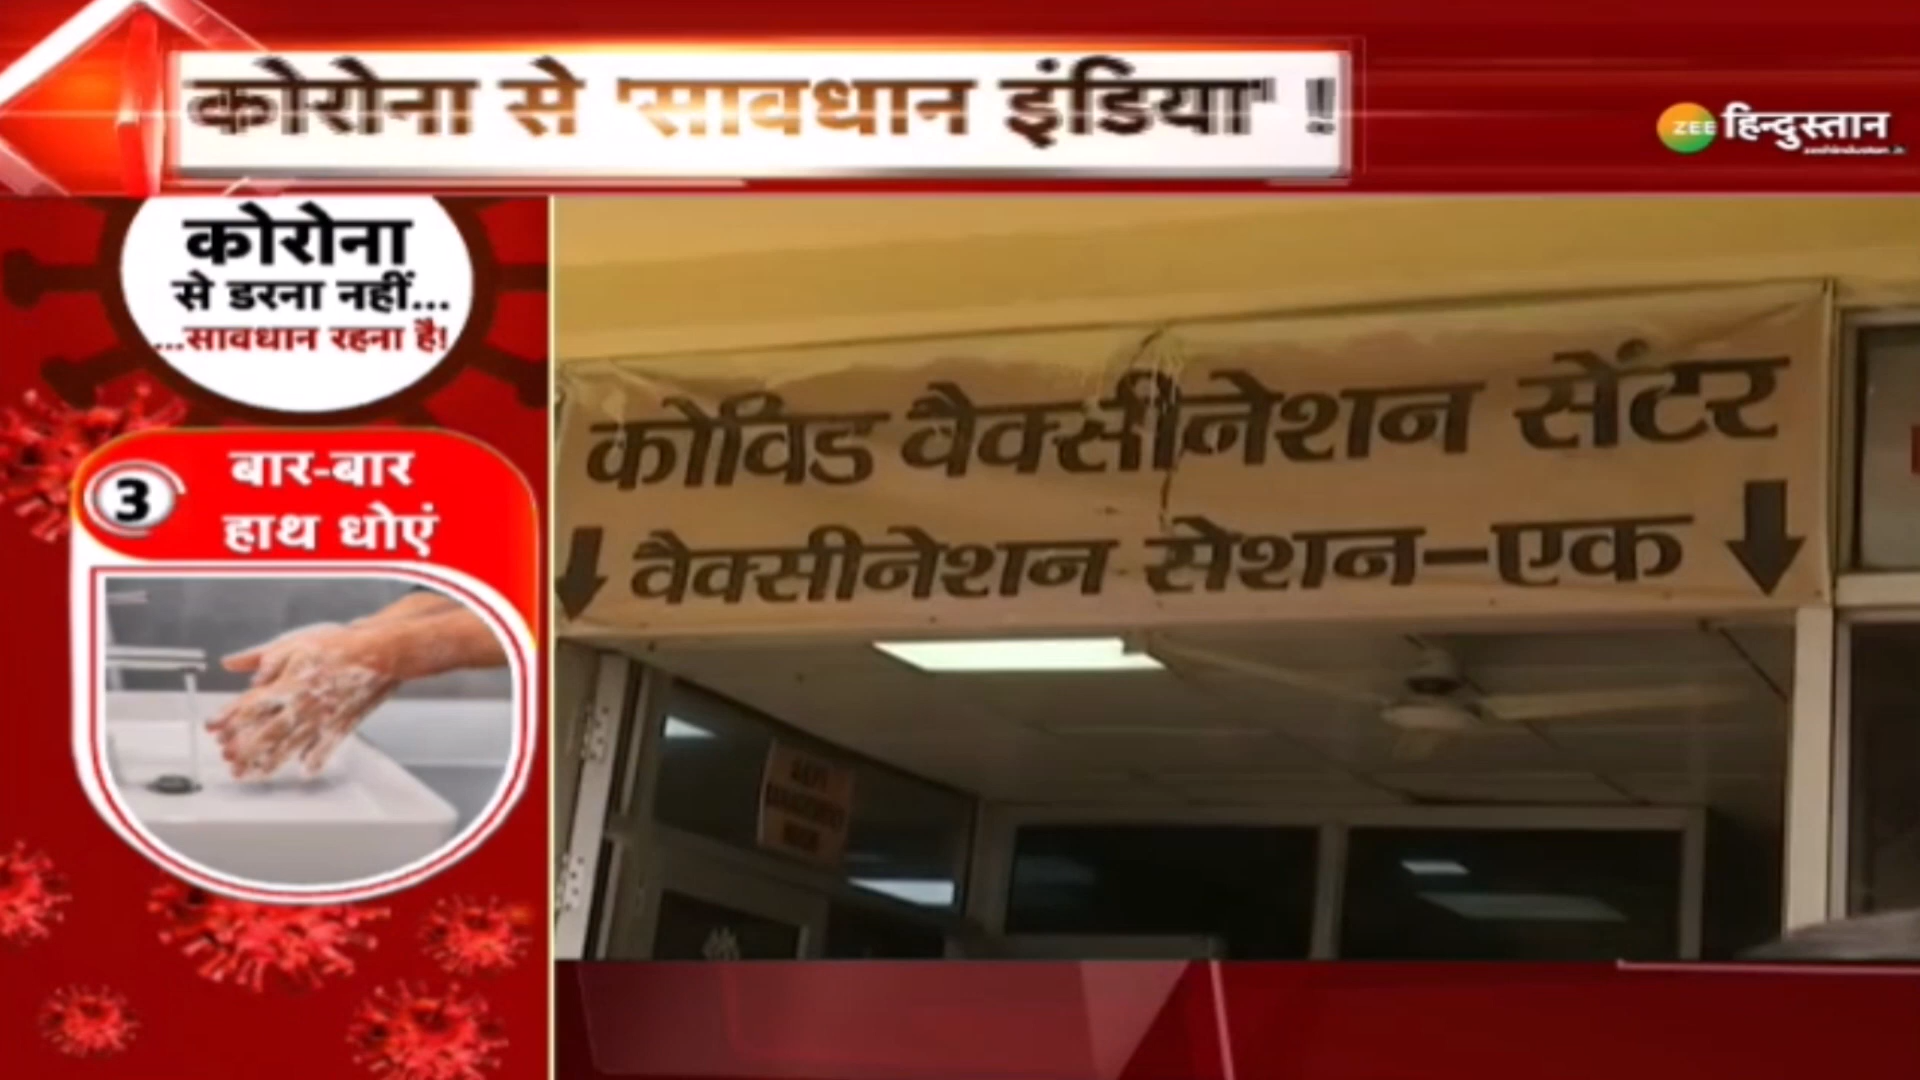 कोरोना से 'सावधान इंडिया' !
ZEE हिन्दुस्तान
कोरोना
से डरना नहीं...
...सावधान रहना है!
3 बार-बार
हाथ धोएं
कोविड वैक्सीनेशन सेंटर
वैक्सीनेशन सेशन-एक